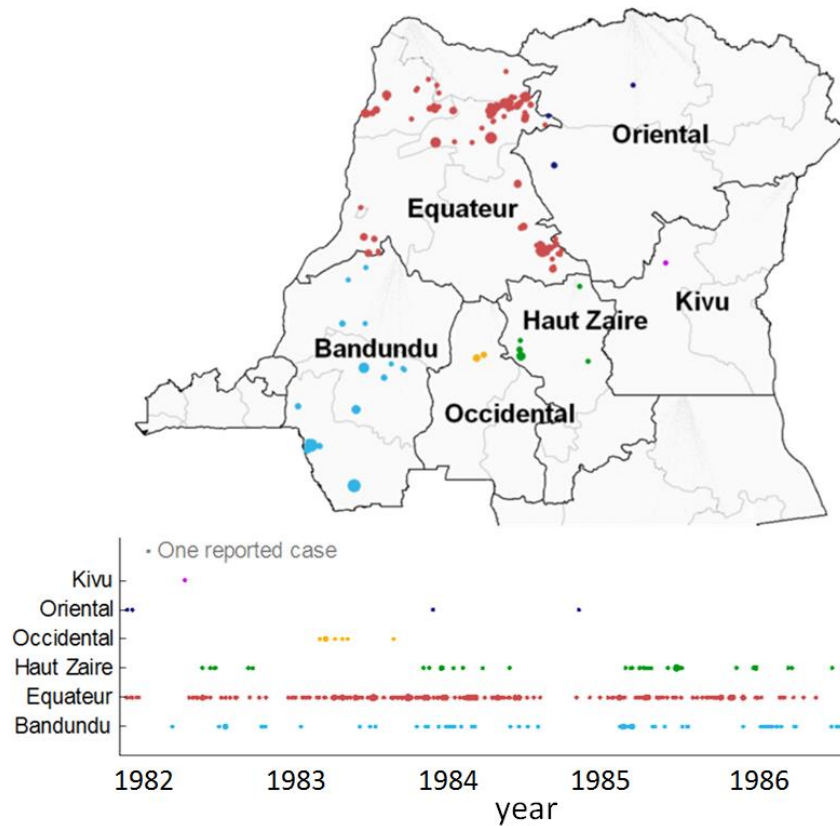 Oriental
Equateur
Kivu
Haut Zaire
Bandundu
Occidental
One reported case
Kivu
Oriental
Occidental
Haut Zaire
Equateur
Bandundu
1982 1983 1984 1985 1986
year